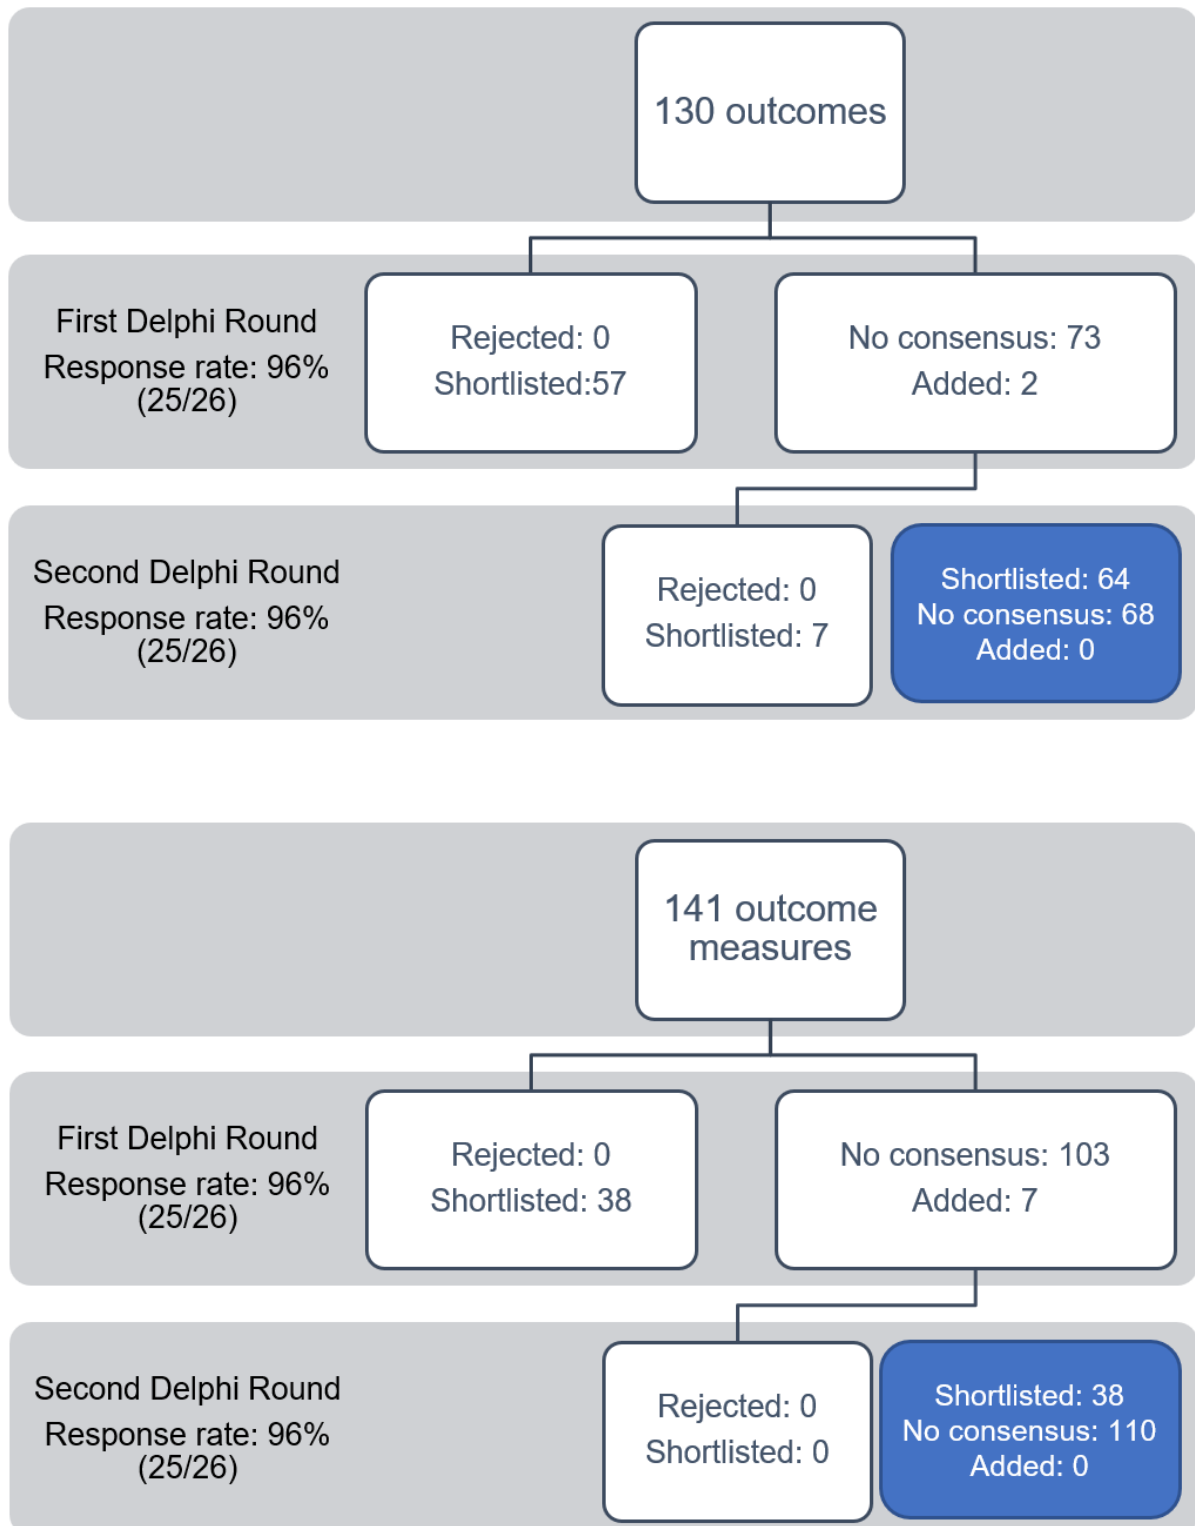 130 outcomes
First Delphi Round
Response rate: 96%
(25/26)
Rejected: 0
Shortlisted:57
No consensus: 73
Added: 2
Second Delphi Round
Response rate: 96%
(25/26)
Rejected: 0
Shortlisted: 7
Shortlisted: 64
No consensus: 68
Added: 0
141 outcome
measures
First Delphi Round
Response rate: 96%
(25/26)
Rejected: 0
Shortlisted: 38
No consensus: 103
Added: 7
Second Delphi Round
Response rate: 96%
(25/26)
Rejected: 0
Shortlisted: 0
Shortlisted: 38
No consensus: 110
Added: 0